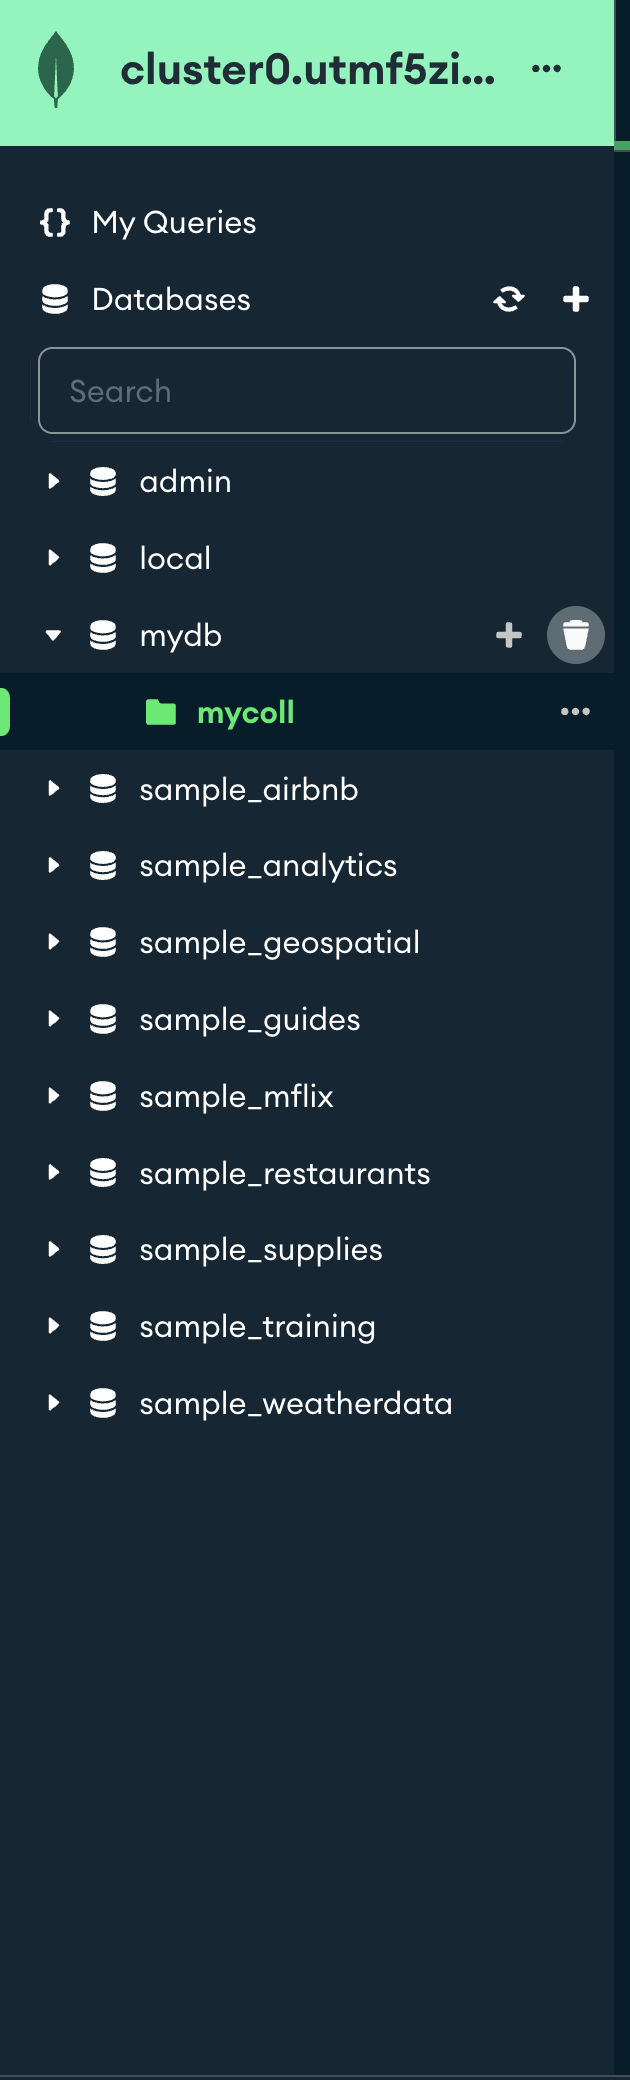 cluster0.utmf5zi...
My Queries
Databases
Search
admin
local
mydb
mycoll
sample_airbnb
sample_analytics
sample_geospatial
sample_guides
sample_mflix
sample_restaurants
sample_supplies
sample_training
sample_weatherdata